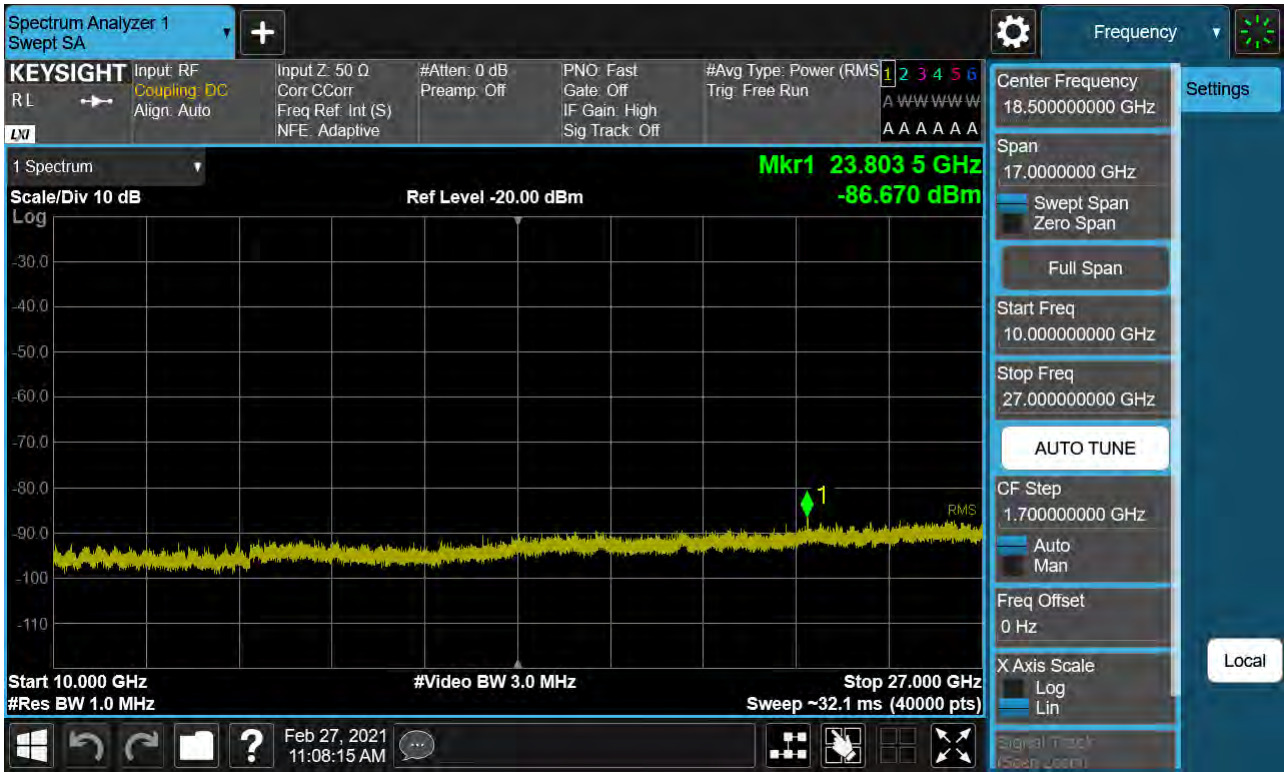 Spectrum Analyzer 1
Swept SA
+
Frequency
KEYSIGHT
Input: RF
Input Z: 50 Ω
#Atten: 0 dB
PNO: Fast
#Avg Type: Power (RMS
1 2 3 4 5 6
RL
Coupling: DC
Corr CCorr
Preamp: Off
Gate: Off
Trig: Free Run
A W W W W W
Align: Auto
Freq Ref: Int (S)
IF Gain: High
LXI
NFE: Adaptive
Sig Track: Off
A A A A A A
Center Frequency
18.500000000 GHz
Settings
1 Spectrum
Mkr1 23.803 5 GHz
Scale/Div 10 dB
Ref Level -20.00 dBm
-86.670 dBm
Log
-30.0
-40.0
-50.0
-60.0
-70.0
-80.0
-90.0
-100
-110
1
RMS
Start 10.000 GHz
#Video BW 3.0 MHz
Stop 27.000 GHz
#Res BW 1.0 MHz
Sweep ~32.1 ms (40000 pts)
Span
17.0000000 GHz
Swept Span
Zero Span
Full Span
Start Freq
10.000000000 GHz
Stop Freq
27.000000000 GHz
AUTO TUNE
CF Step
1.700000000 GHz
Auto
Man
Freq Offset
0 Hz
X Axis Scale
Log
Lin
Signal Track
(Span Zoom)
Local
?
Feb 27, 2021
11:08:15 AM